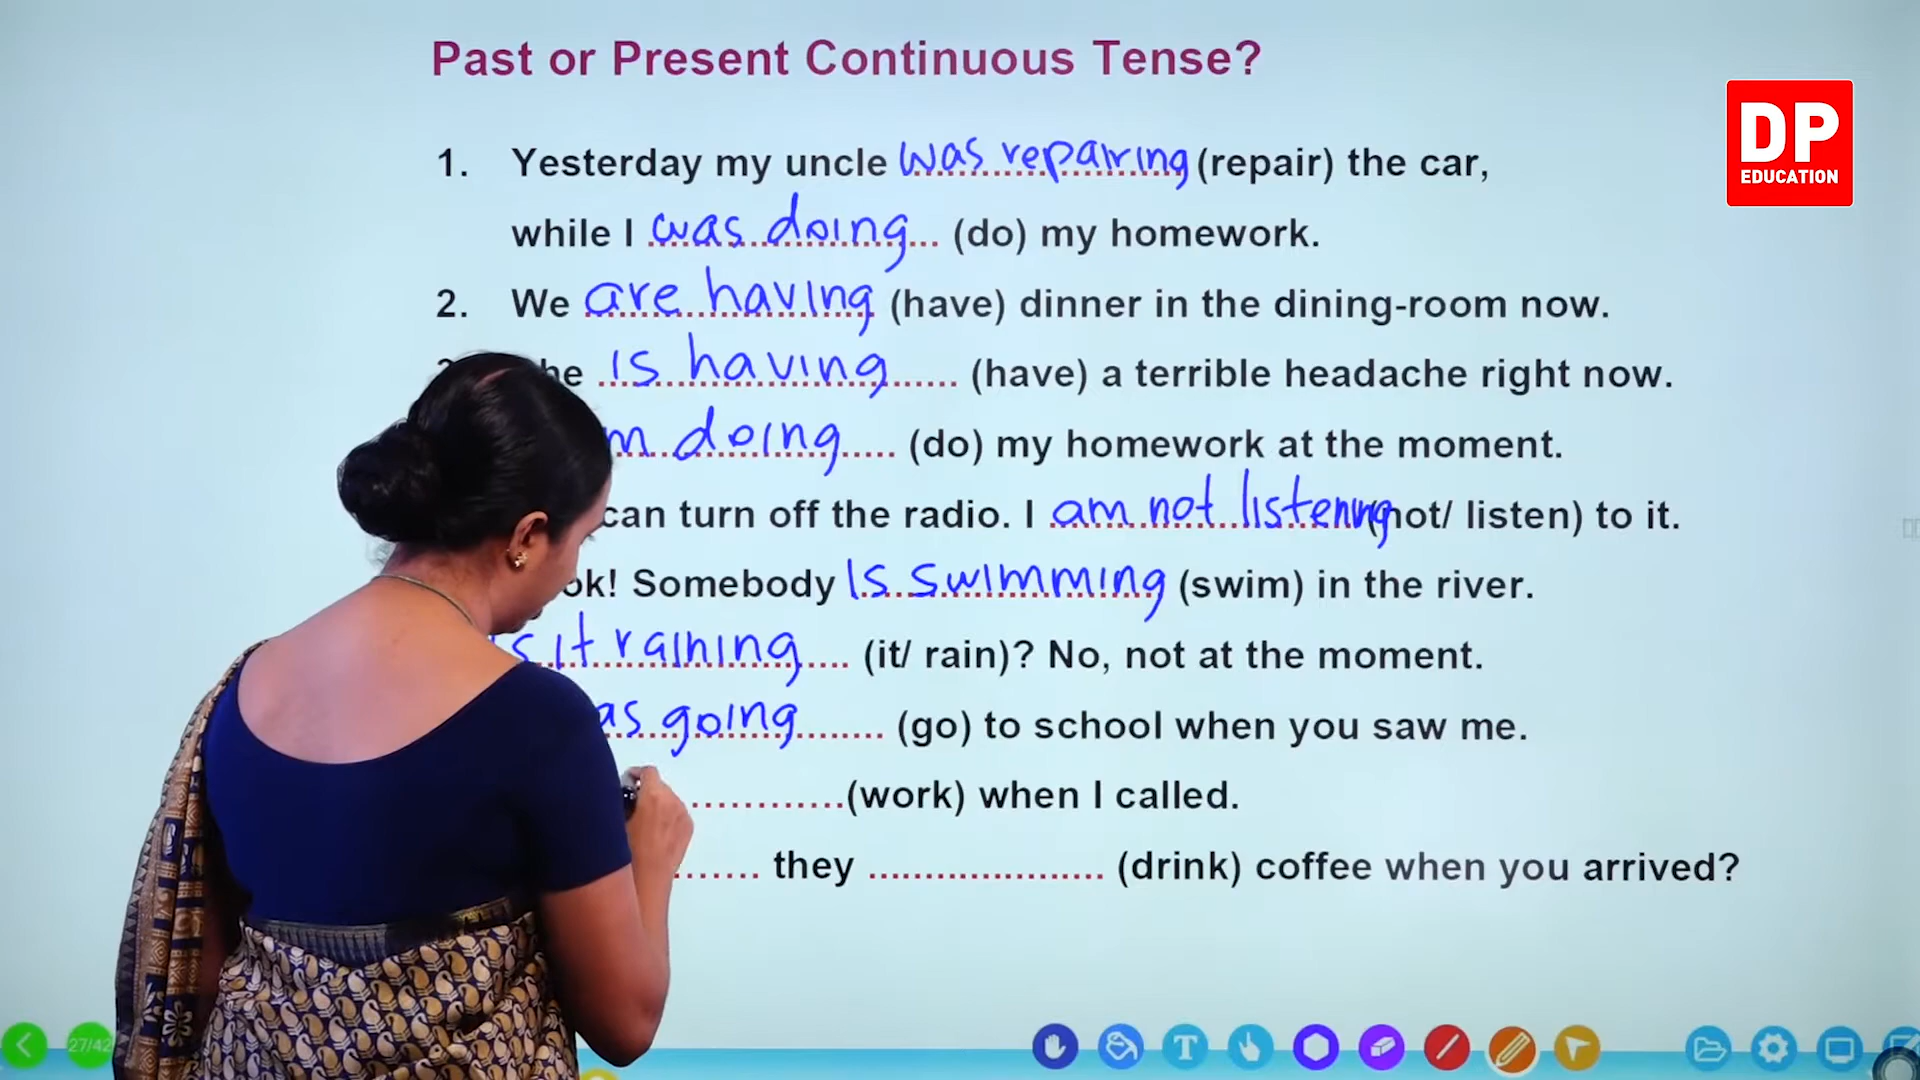 Past or Present Continuous Tense?
DP
EDUCATION
1. Yesterday my uncle was repairing (repair) the car,
while I was doing (do) my homework.
2. We are having (have) dinner in the dining-room now.
he is having (have) a terrible headache right now.
m doing (do) my homework at the moment.
can turn off the radio. I am not listening (not/ listen) to it.
ok! Somebody is swimming (swim) in the river.
is it raining (it/ rain)? No, not at the moment.
as going (go) to school when you saw me.
(work) when I called.
they (drink) coffee when you arrived?
27/42
T